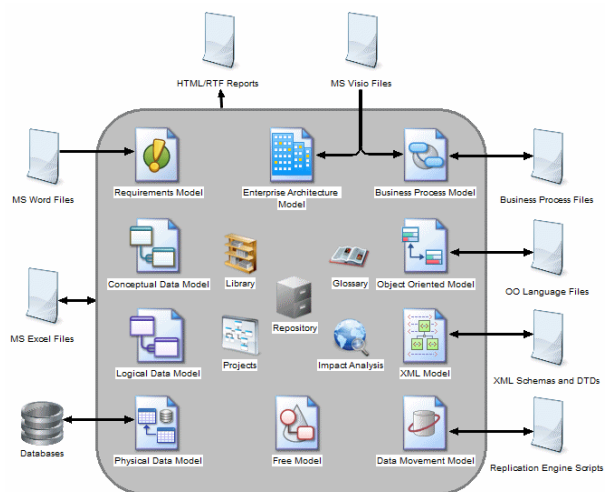 HTML/RTF Reports
MS Visio Files
MS Word Files
Requirements Model
Enterprise Architecture
Model
Business Process Model
Business Process Files
Conceptual Data Model
Library
Glossary
Object Oriented Model
OO Language Files
Repository
MS Excel Files
Logical Data Model
Projects
Impact Analysis
XML Model
XML Schemas and DTDs
Databases
Physical Data Model
Free Model
Data Movement Model
Replication Engine Scripts